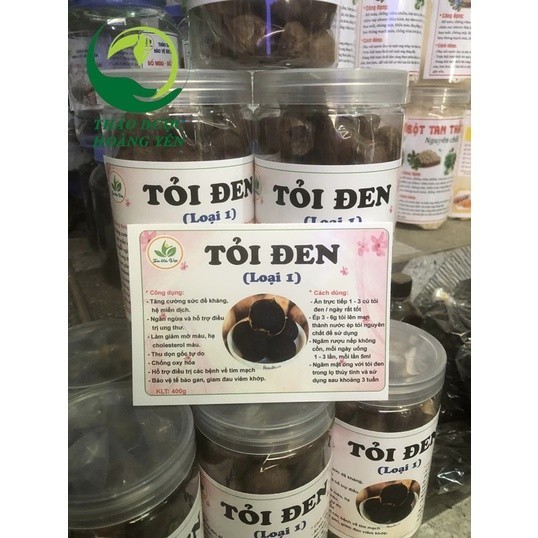 THẢO DƯỢC
HOÀNG YÊN
BỘT TAM THẤT
Nguyên chất
TỎI ĐEN
(Loại 1)
TỎI ĐEN
(Loại 1)
TỎI ĐEN
(Loại 1)
• Công dụng:
- Tăng cường sức đề kháng,
hệ miễn dịch.
- Ngăn ngừa và hỗ trợ điều
trị ung thư.
- Làm giảm mỡ máu, hạ
cholesterol máu.
- Thu dọn gốc tự do
- Chống oxy hóa
- Hỗ trợ điều trị các bệnh về tim mạch
- Bảo vệ tế bào gan, giảm đau viêm khớp.
KLT: 400g
• Cách dùng:
- Ăn trực tiếp 1 - 3 củ tỏi
đen / ngày rất tốt
- Ép 3 - 6g tỏi lên men
thành nước ép tỏi nguyên
chất để sử dụng
- Ngâm rượu nếp không
cồn, mỗi ngày uống
1 - 3 lần, mỗi lần 5ml
- Ngâm mật ong với tỏi đen
trong lọ thủy tinh và sử
dụng sau khoảng 3 tuần
TỎI ĐEN
(Loại 1)
TỎI ĐEN
(Loại 1)